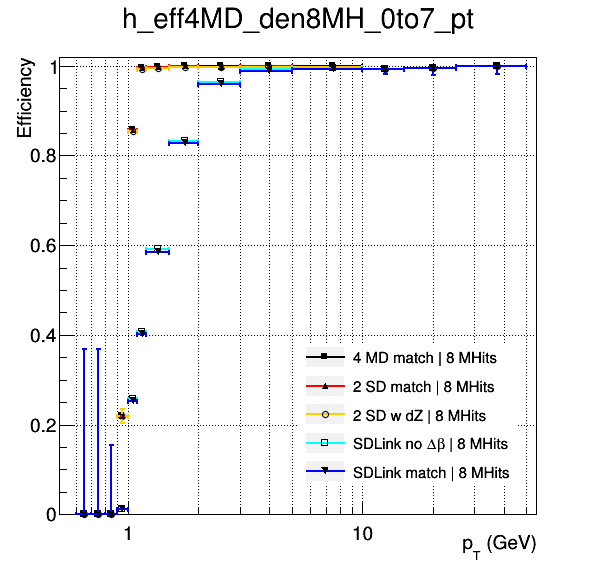 h_eff4MD_den8MH_0to7_pt
Efficiency
1
0.8
0.6
0.4
0.2
0
4 MD match | 8 MHits
2 SD match | 8 MHits
2 SD w dZ | 8 MHits
SDLink no Δβ | 8 MHits
SDLink match | 8 MHits
1
10
p_T (GeV)